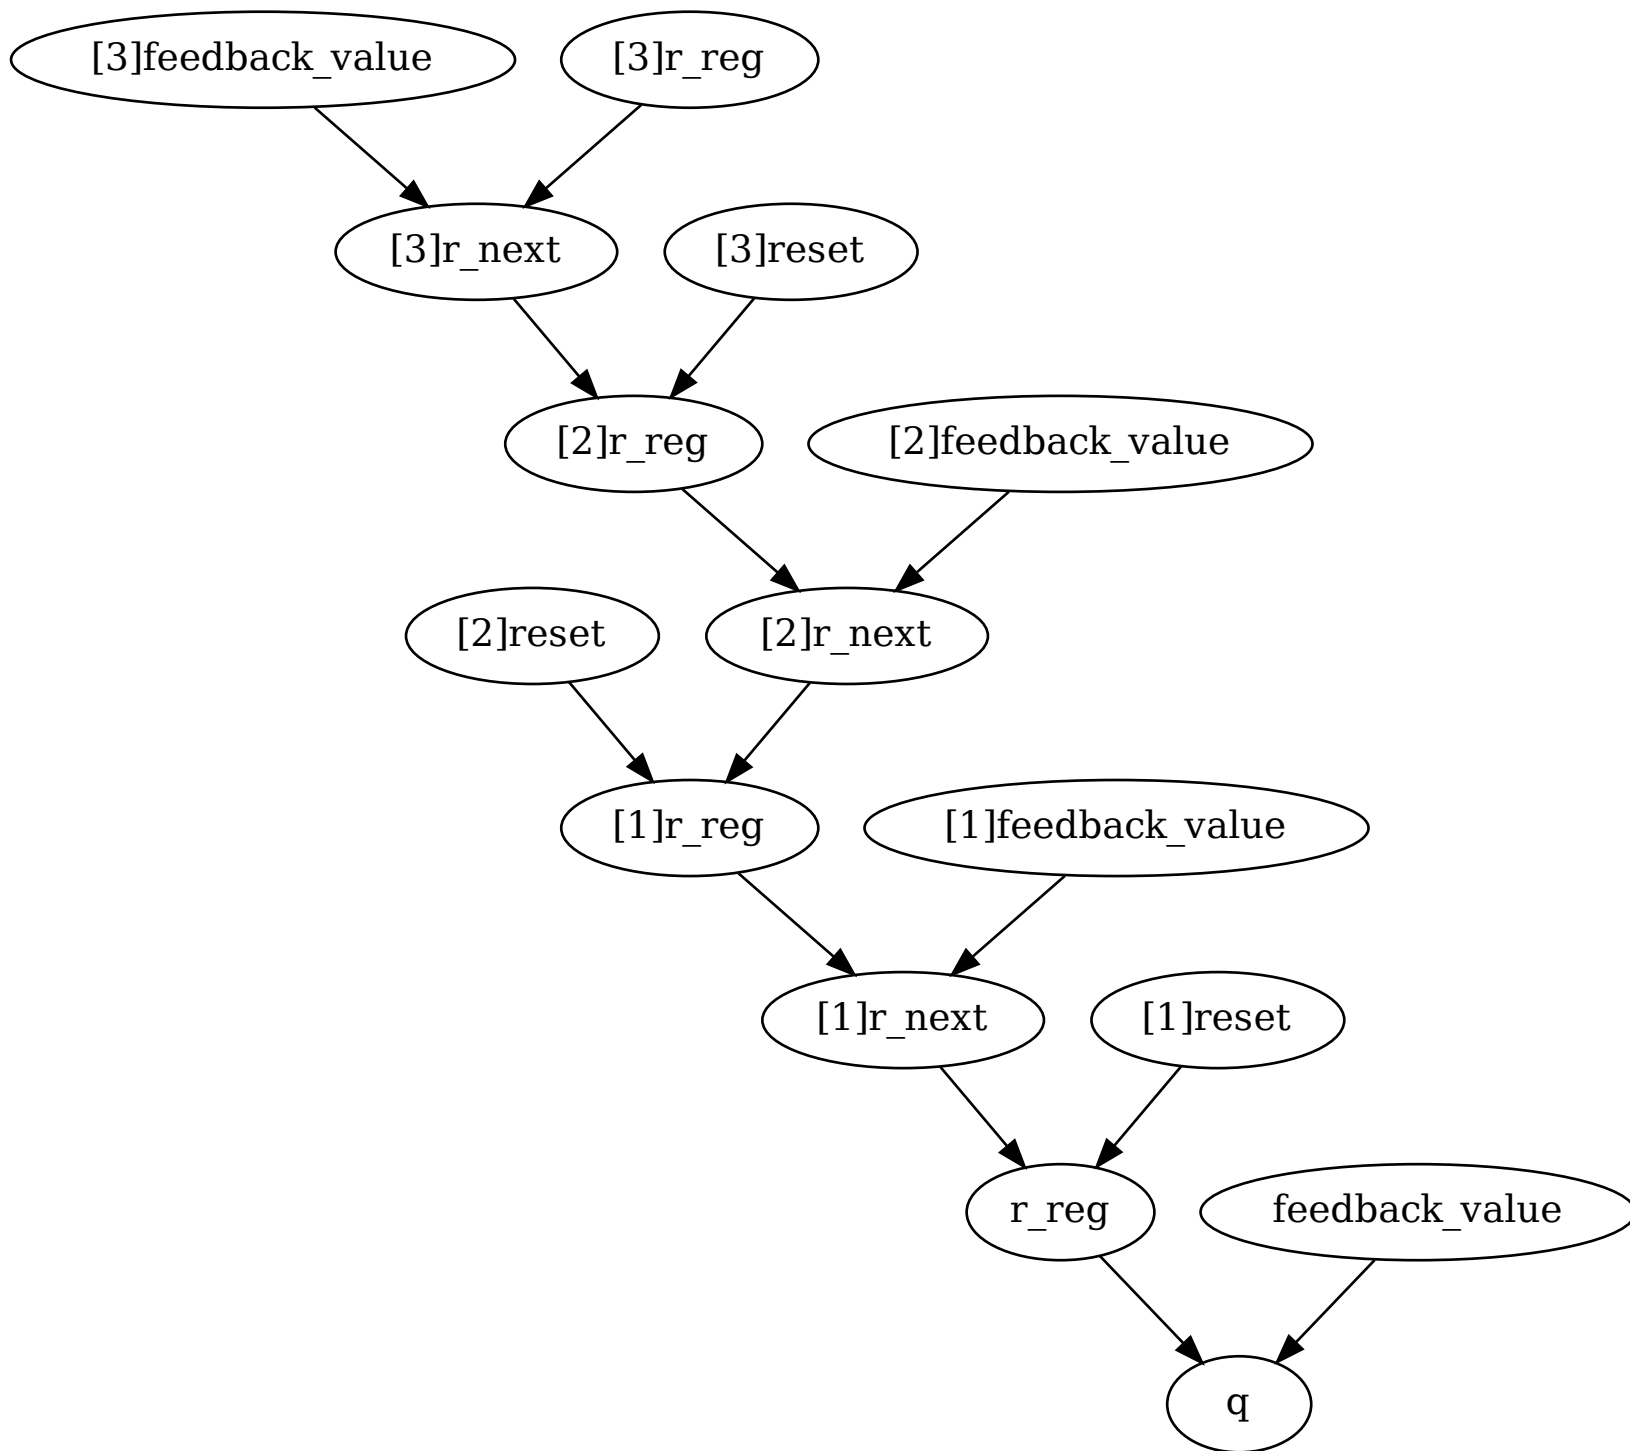 [3]feedback_value
[3]r_reg
[3]r_next
[3]reset
[2]r_reg
[2]feedback_value
[2]reset
[2]r_next
[1]r_reg
[1]feedback_value
[1]r_next
[1]reset
r_reg
feedback_value
q